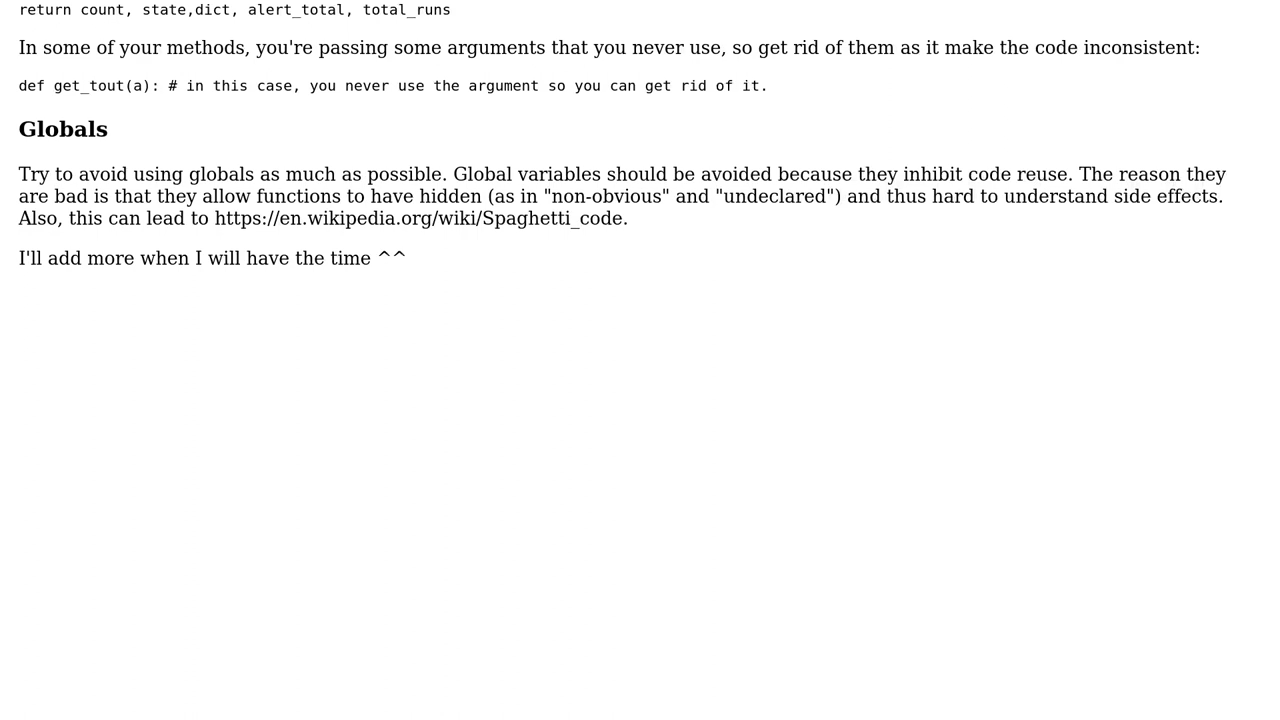 return count, state,dict, alert_total, total_runs
In some of your methods, you're passing some arguments that you never use, so get rid of them as it make the code inconsistent:
def get_tout(a): # in this case, you never use the argument so you can get rid of it.
Globals
Try to avoid using globals as much as possible. Global variables should be avoided because they inhibit code reuse. The reason they
are bad is that they allow functions to have hidden (as in "non-obvious" and "undeclared") and thus hard to understand side effects.
Also, this can lead to https://en.wikipedia.org/wiki/Spaghetti_code.
I'll add more when I will have the time ^^